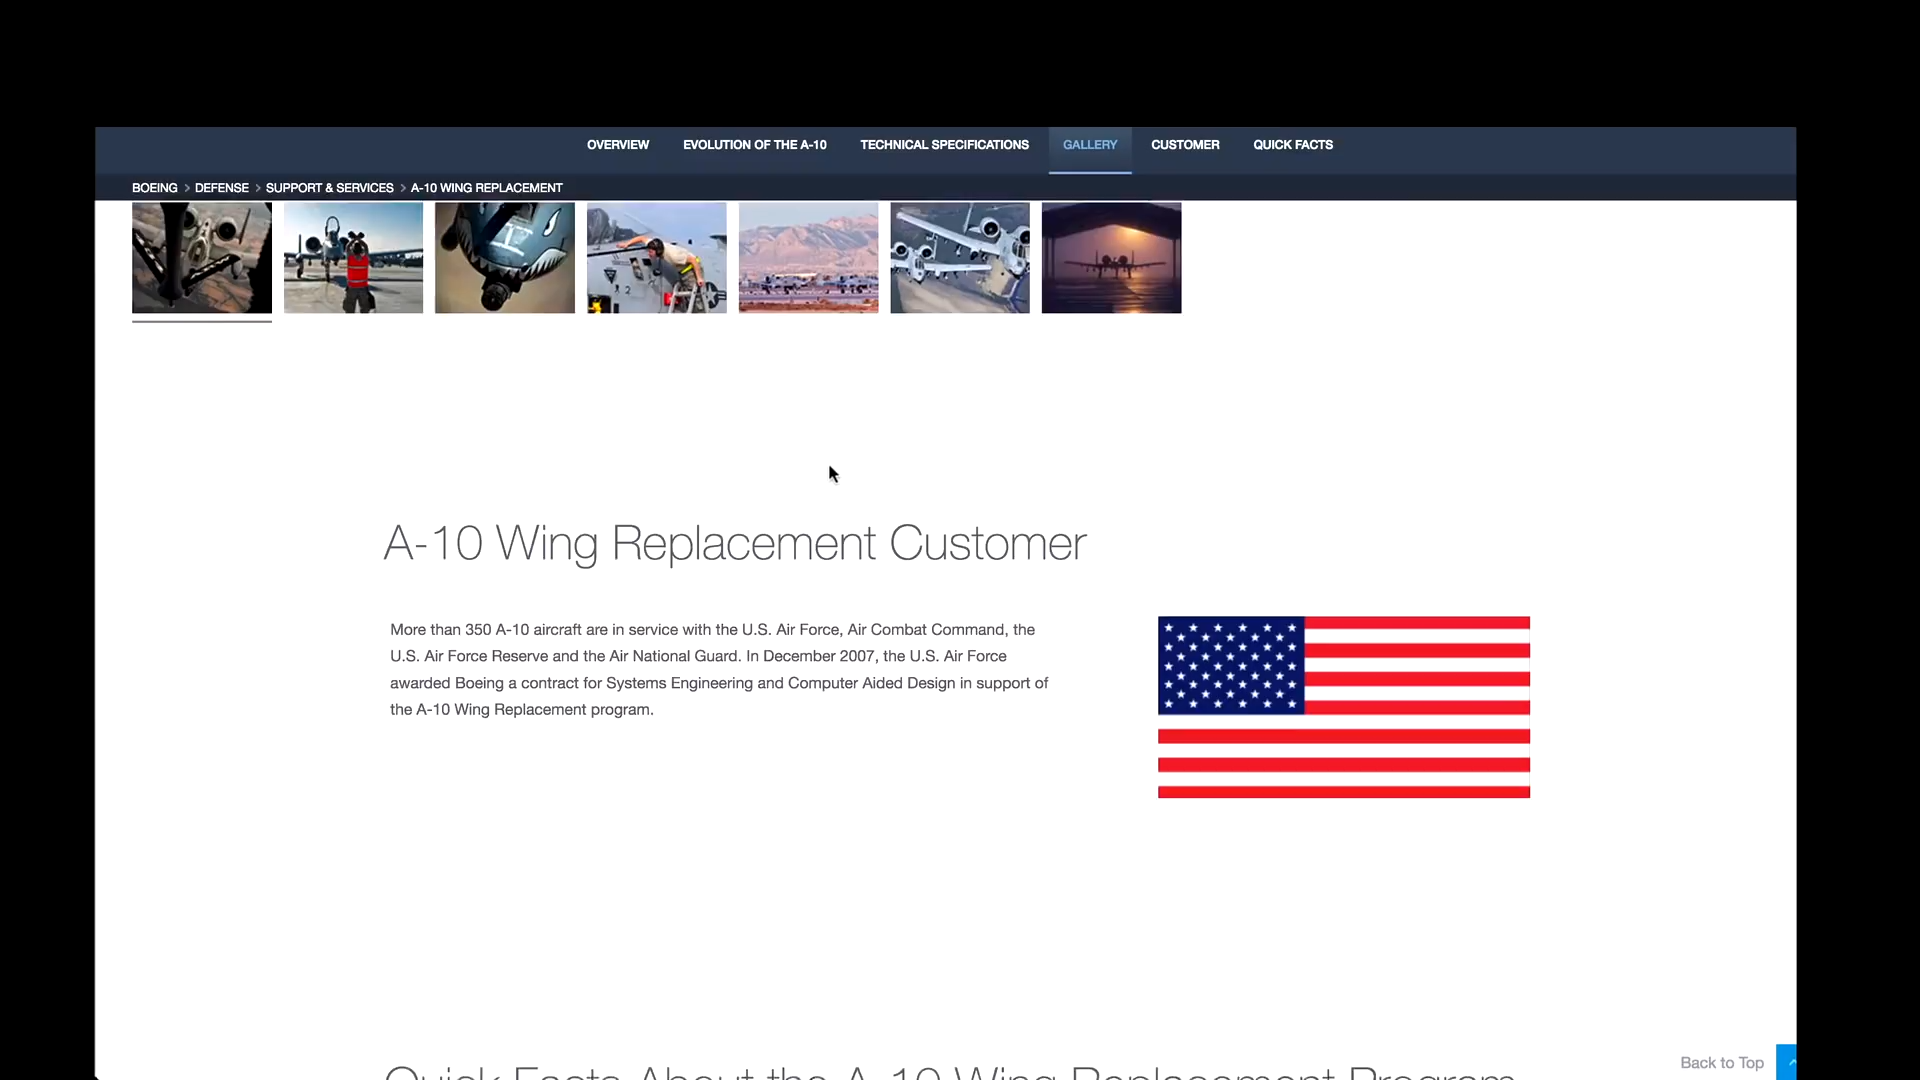 OVERVIEW EVOLUTION OF THE A-10 TECHNICAL SPECIFICATIONS GALLERY CUSTOMER QUICK FACTS
BOEING > DEFENSE > SUPPORT & SERVICES > A-10 WING REPLACEMENT
A-10 Wing Replacement Customer
More than 350 A-10 aircraft are in service with the U.S. Air Force, Air Combat Command, the
U.S. Air Force Reserve and the Air National Guard. In December 2007, the U.S. Air Force
awarded Boeing a contract for Systems Engineering and Computer Aided Design in support of
the A-10 Wing Replacement program.
Back to Top
Quick Facts About the A-10 Wing Replacement Program